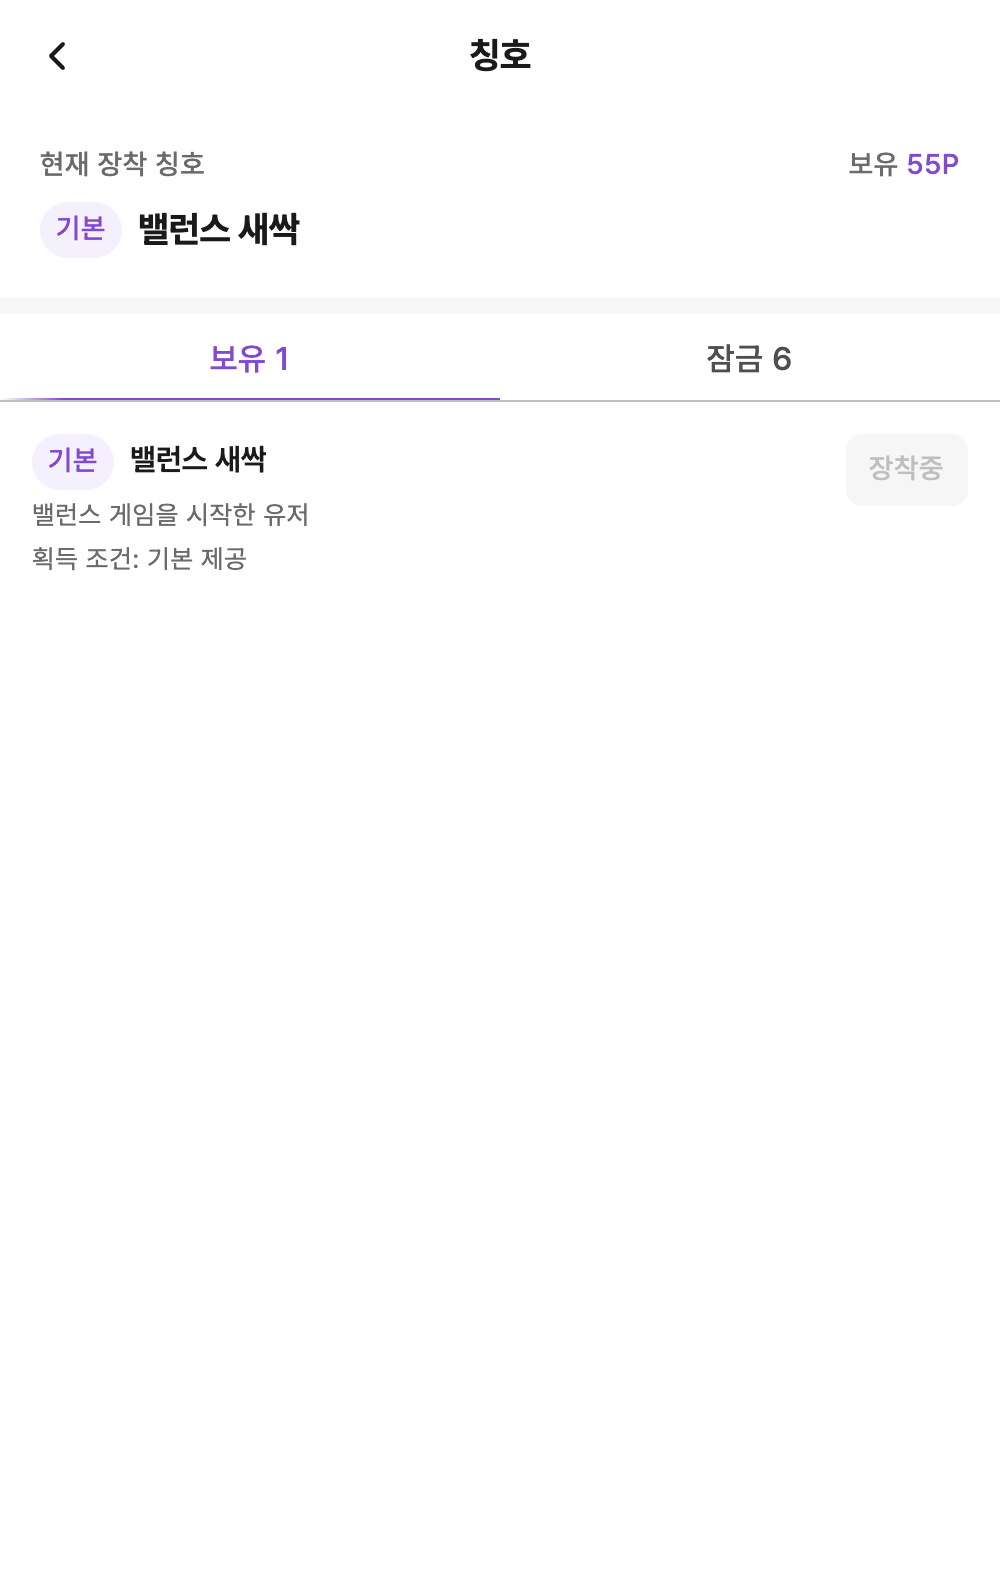 칭호
현재 장착 칭호
보유 55P
기본 밸런스 새싹
보유 1
잠금 6
기본 밸런스 새싹
장착중
밸런스 게임을 시작한 유저
획득 조건: 기본 제공